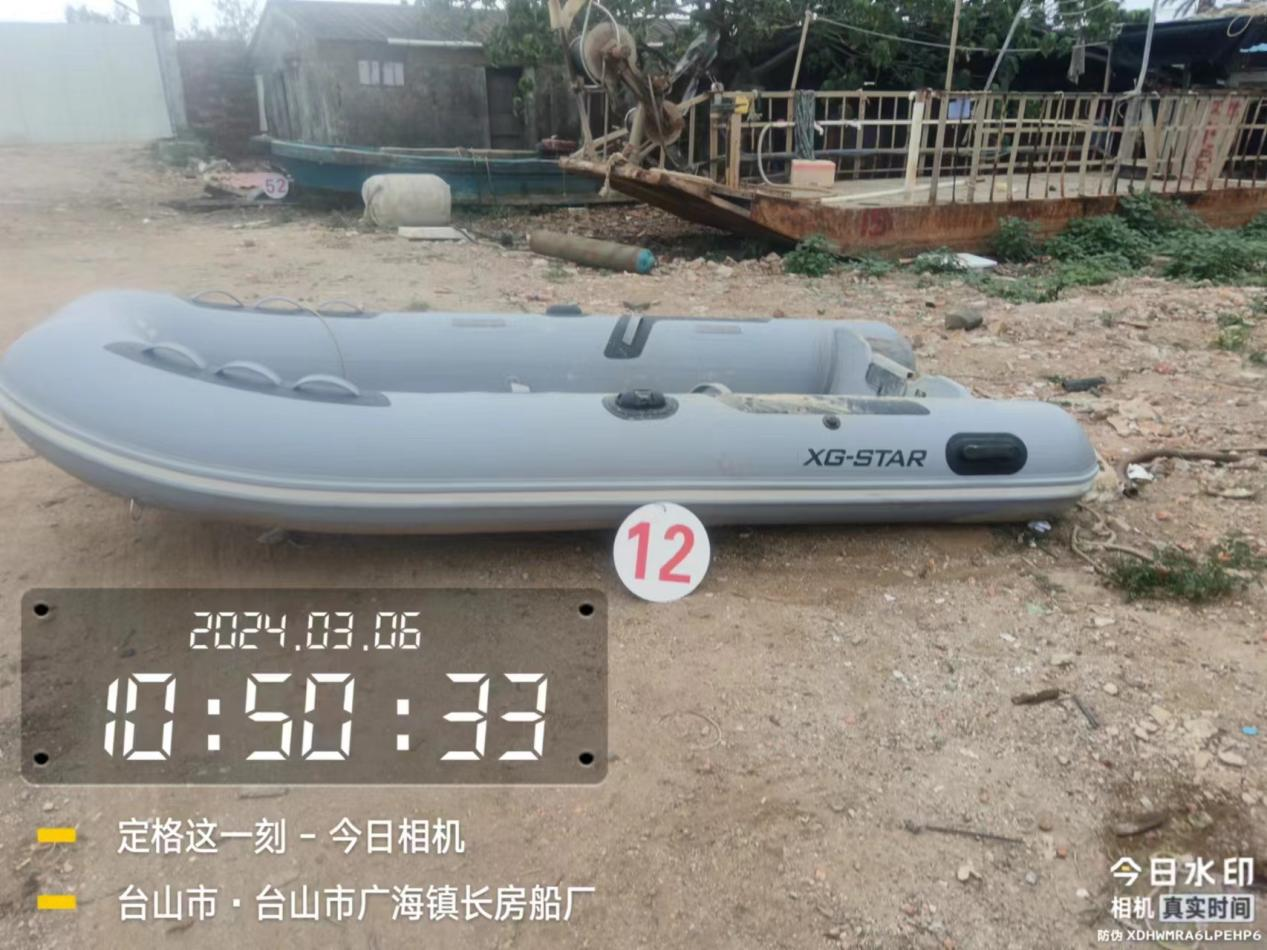 52
15
XG-STAR
12
2024.03.06
10:50:33
定格这一刻 - 今日相机
台山市·台山市广海镇长房船厂
今日水印
相机 真实时间
防伪 XDHWMRA6LPEHP6